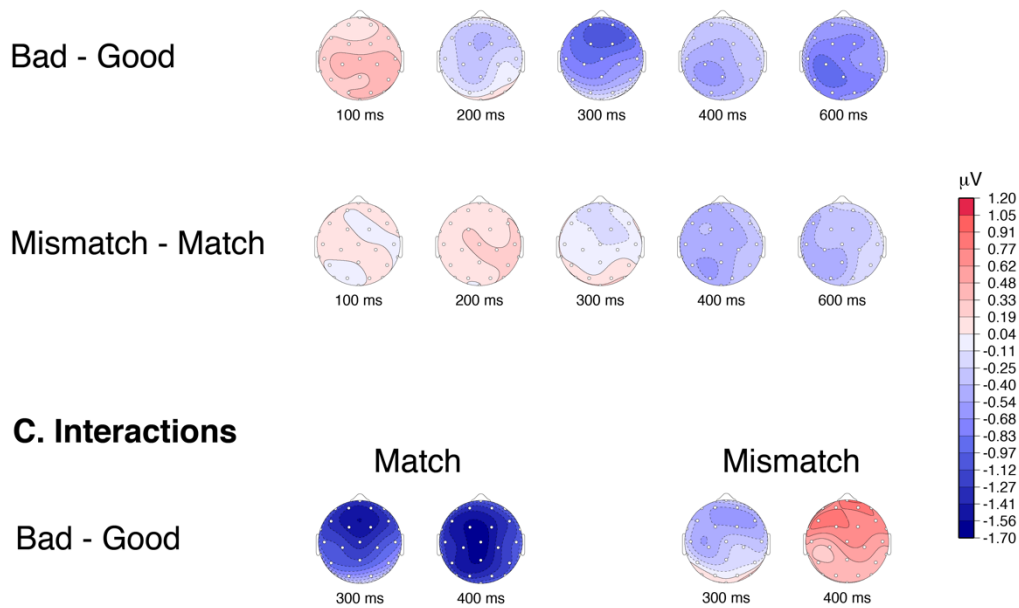 Bad - Good
100 ms
200 ms
300 ms
400 ms
600 ms
Mismatch - Match
100 ms
200 ms
300 ms
400 ms
600 ms
μV
1.20
1.05
0.91
0.77
0.62
0.48
0.33
0.19
0.04
-0.11
-0.25
-0.40
-0.54
-0.68
-0.83
-0.97
-1.12
-1.27
-1.41
-1.56
-1.70
C. Interactions
Match
Mismatch
Bad - Good
300 ms
400 ms
300 ms
400 ms